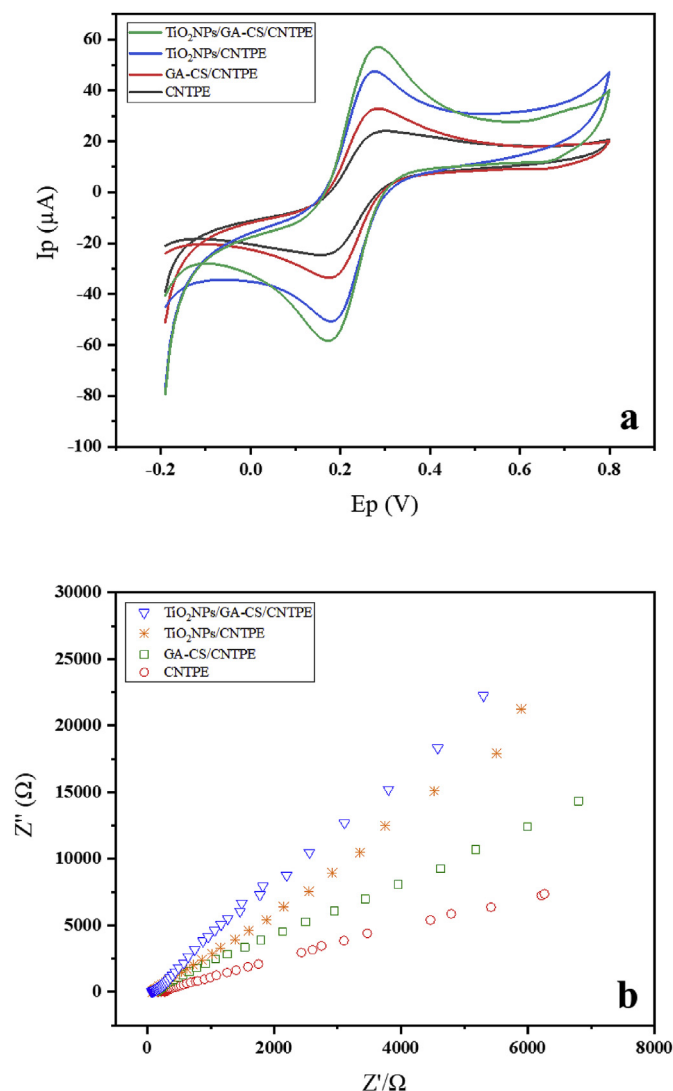 60
40
20
0
-20
-40
-60
-80
-100
Ip (µA)
TiO₂NPs/GA-CS/CNTPE
TiO₂NPs/CNTPE
GA-CS/CNTPE
CNTPE
a
-0.2 0.0 0.2 0.4 0.6 0.8
Ep (V)
30000
25000
20000
15000
10000
5000
0
Z'' (Ω)
TiO₂NPs/GA-CS/CNTPE
TiO₂NPs/CNTPE
GA-CS/CNTPE
CNTPE
b
0 2000 4000 6000 8000
Z'/Ω